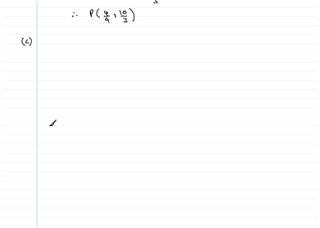 ∴ P(4/9, 10/3)
(c)